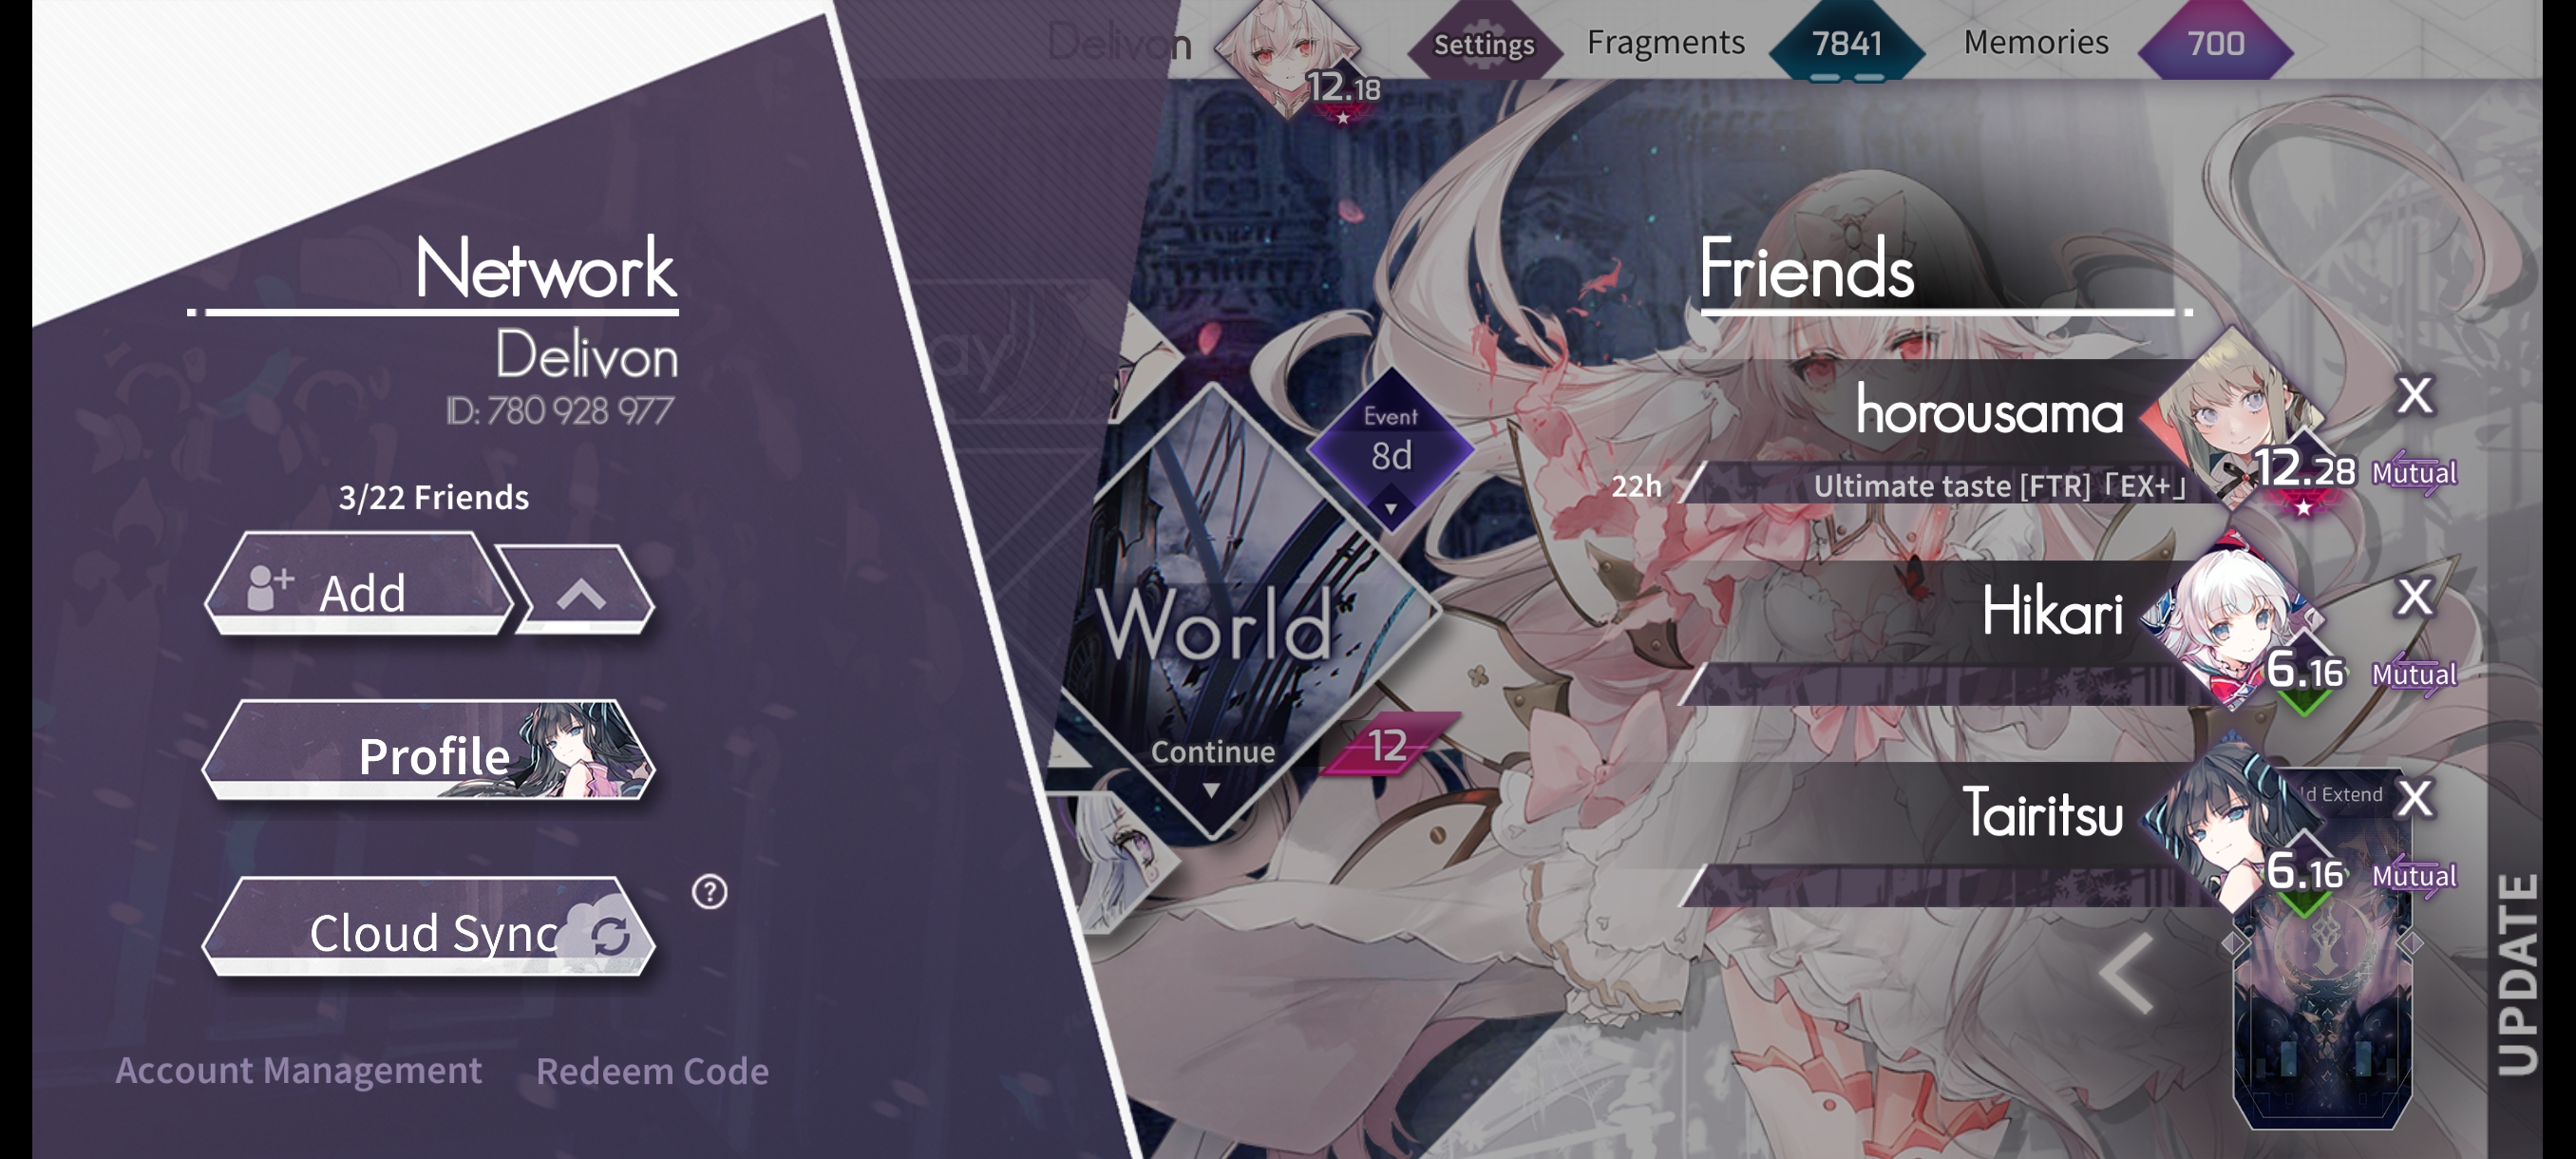 Delivon
12.18
Settings
Fragments
7841
Memories
700
Network
Delivon
ID: 780 928 977
3/22 Friends
Add
Profile
Cloud Sync
?
Account Management
Redeem Code
Event
8d
World
Continue
12
Friends
horousama
X
12.28
Mutual
22h
Ultimate taste [FTR]「EX+」
Hikari
X
6.16
Mutual
Tairitsu
X
6.16
Mutual
Extend
UPDATE